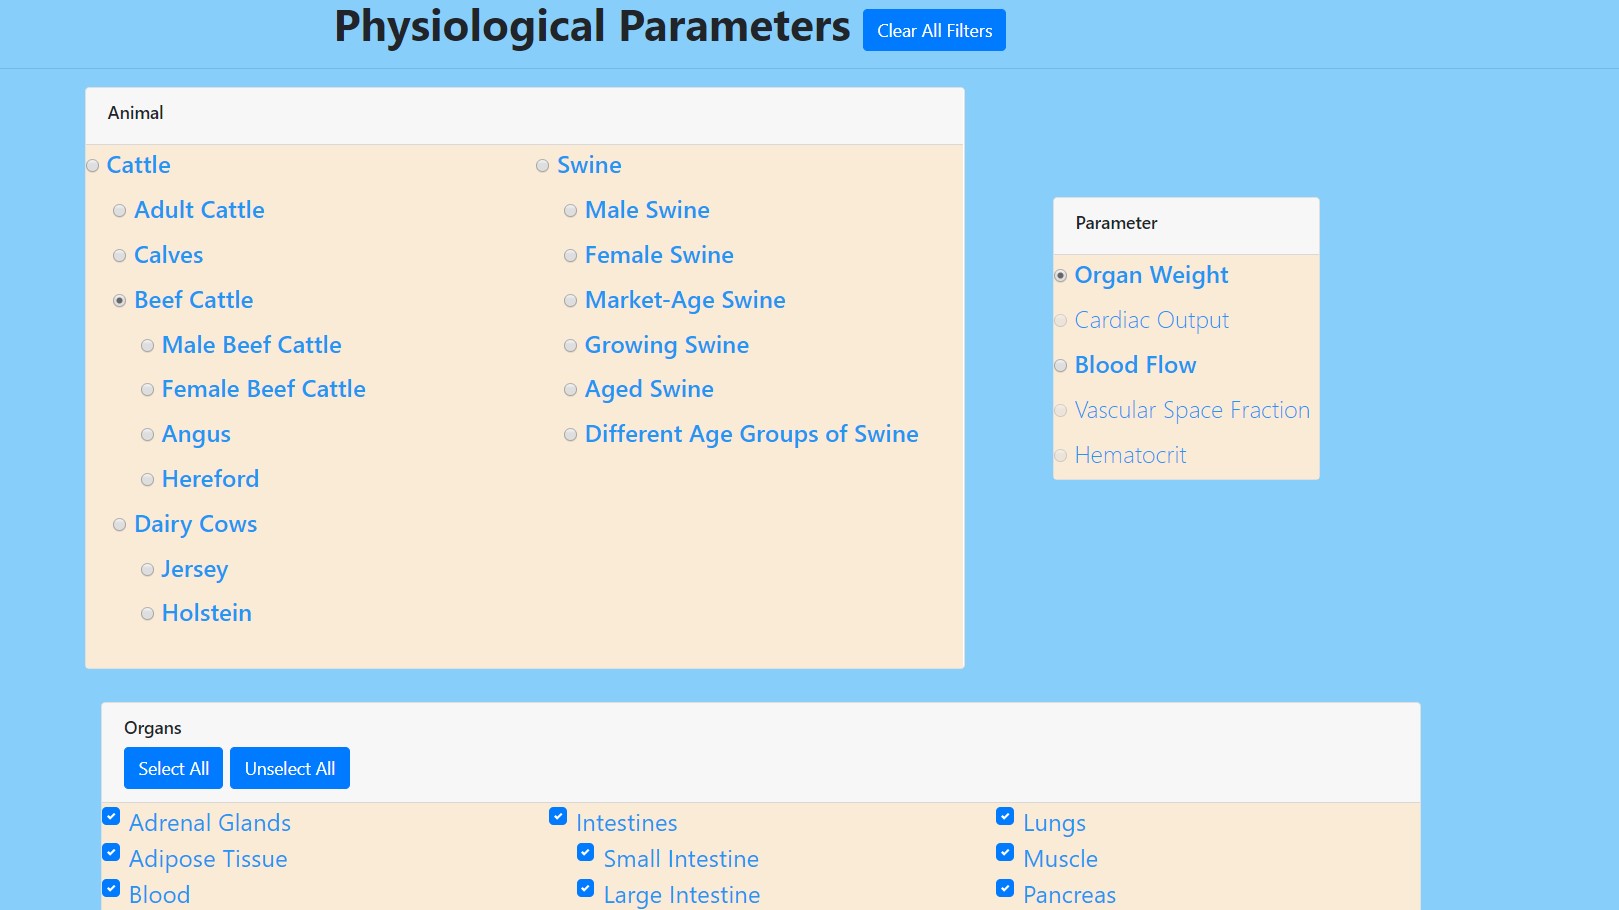 Physiological Parameters
Clear All Filters
Animal
Cattle
Adult Cattle
Calves
Beef Cattle
Male Beef Cattle
Female Beef Cattle
Angus
Hereford
Dairy Cows
Jersey
Holstein
Swine
Male Swine
Female Swine
Market-Age Swine
Growing Swine
Aged Swine
Different Age Groups of Swine
Parameter
Organ Weight
Cardiac Output
Blood Flow
Vascular Space Fraction
Hematocrit
Organs
Select All
Unselect All
Adrenal Glands
Adipose Tissue
Blood
Intestines
Small Intestine
Large Intestine
Lungs
Muscle
Pancreas